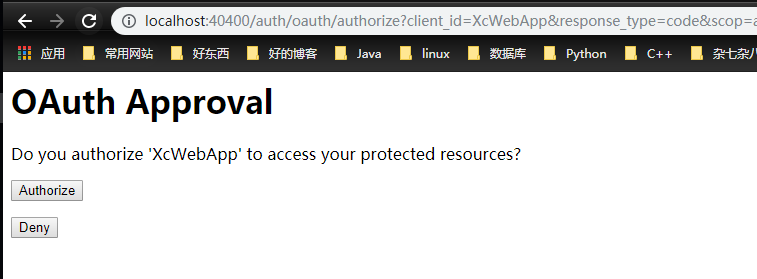 localhost:40400/auth/oauth/authorize?client_id=XcWebApp&response_type=code&scop=a
应用 常用网站 好东西 好的博客 Java linux 数据库 Python C++ 杂七杂八
OAuth Approval
Do you authorize 'XcWebApp' to access your protected resources?
Authorize
Deny